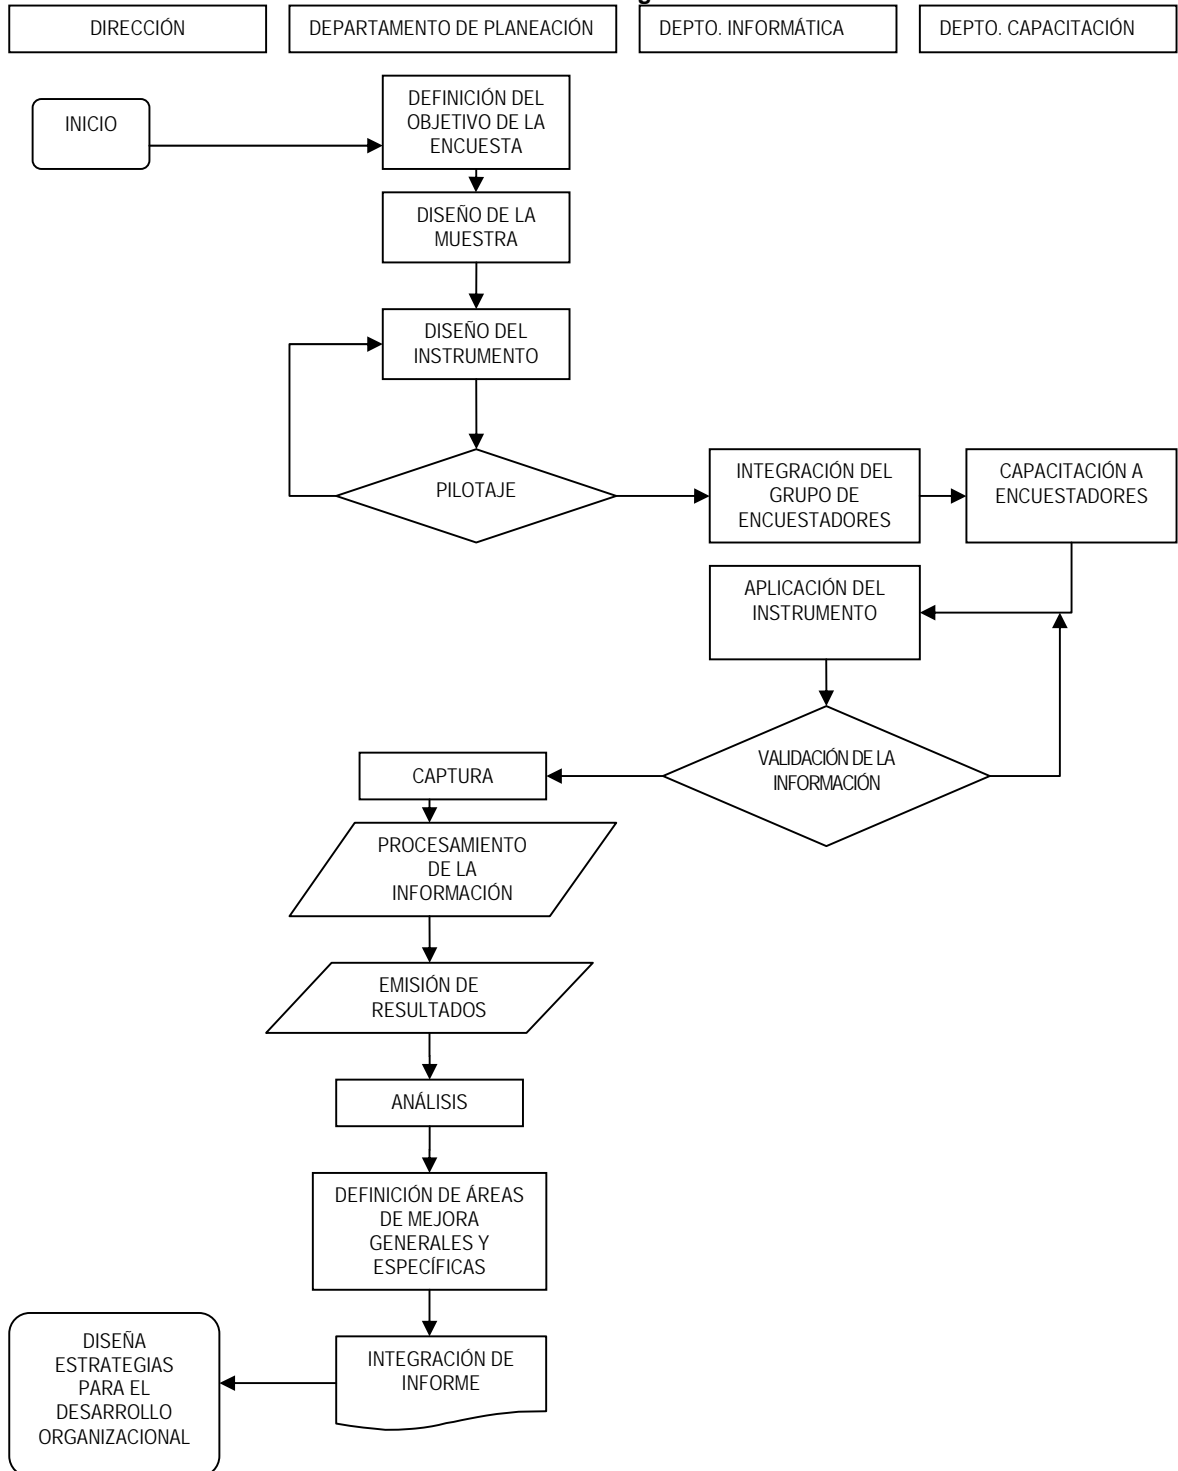 DIRECCIÓN
DEPARTAMENTO DE PLANEACIÓN
DEPTO. INFORMÁTICA
DEPTO. CAPACITACIÓN
INICIO
DEFINICIÓN DEL
OBJETIVO DE LA
ENCUESTA
DISEÑO DE LA
MUESTRA
DISEÑO DEL
INSTRUMENTO
PILOTAJE
INTEGRACIÓN DEL
GRUPO DE
ENCUESTADORES
CAPACITACIÓN A
ENCUESTADORES
APLICACIÓN DEL
INSTRUMENTO
VALIDACIÓN DE LA
INFORMACIÓN
CAPTURA
PROCESAMIENTO
DE LA
INFORMACIÓN
EMISIÓN DE
RESULTADOS
ANÁLISIS
DEFINICIÓN DE ÁREAS
DE MEJORA
GENERALES Y
ESPECÍFICAS
INTEGRACIÓN DE
INFORME
DISEÑA
ESTRATEGIAS
PARA EL
DESARROLLO
ORGANIZACIONAL